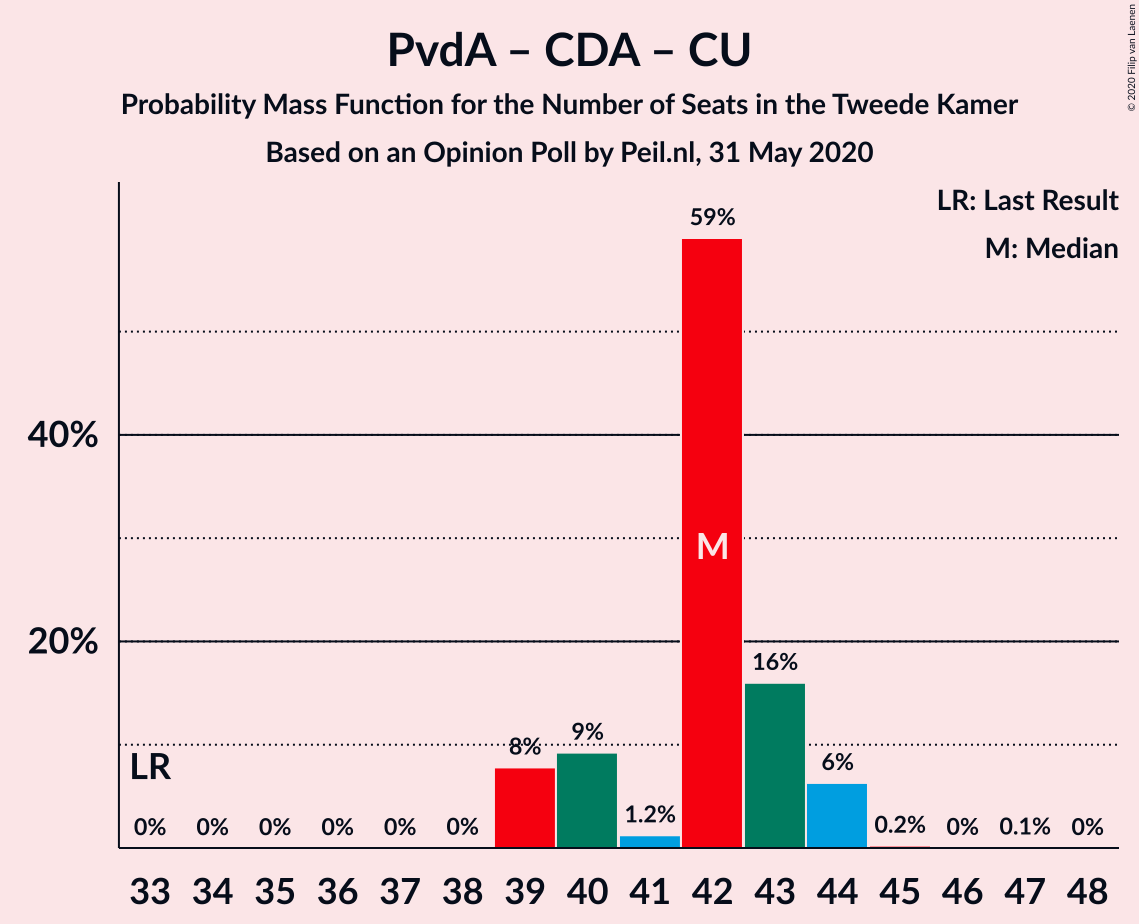 PvdA – CDA – CU
Probability Mass Function for the Number of Seats in the Tweede Kamer
Based on an Opinion Poll by Peil.nl, 31 May 2020
© 2020 Filip van Laenen
LR: Last Result
M: Median
59%
40%
M
20%
16%
9%
8%
6%
LR
1.2%
0% 0% 0% 0% 0% 0% 0.2% 0% 0.1% 0%
33 34 35 36 37 38 39 40 41 42 43 44 45 46 47 48